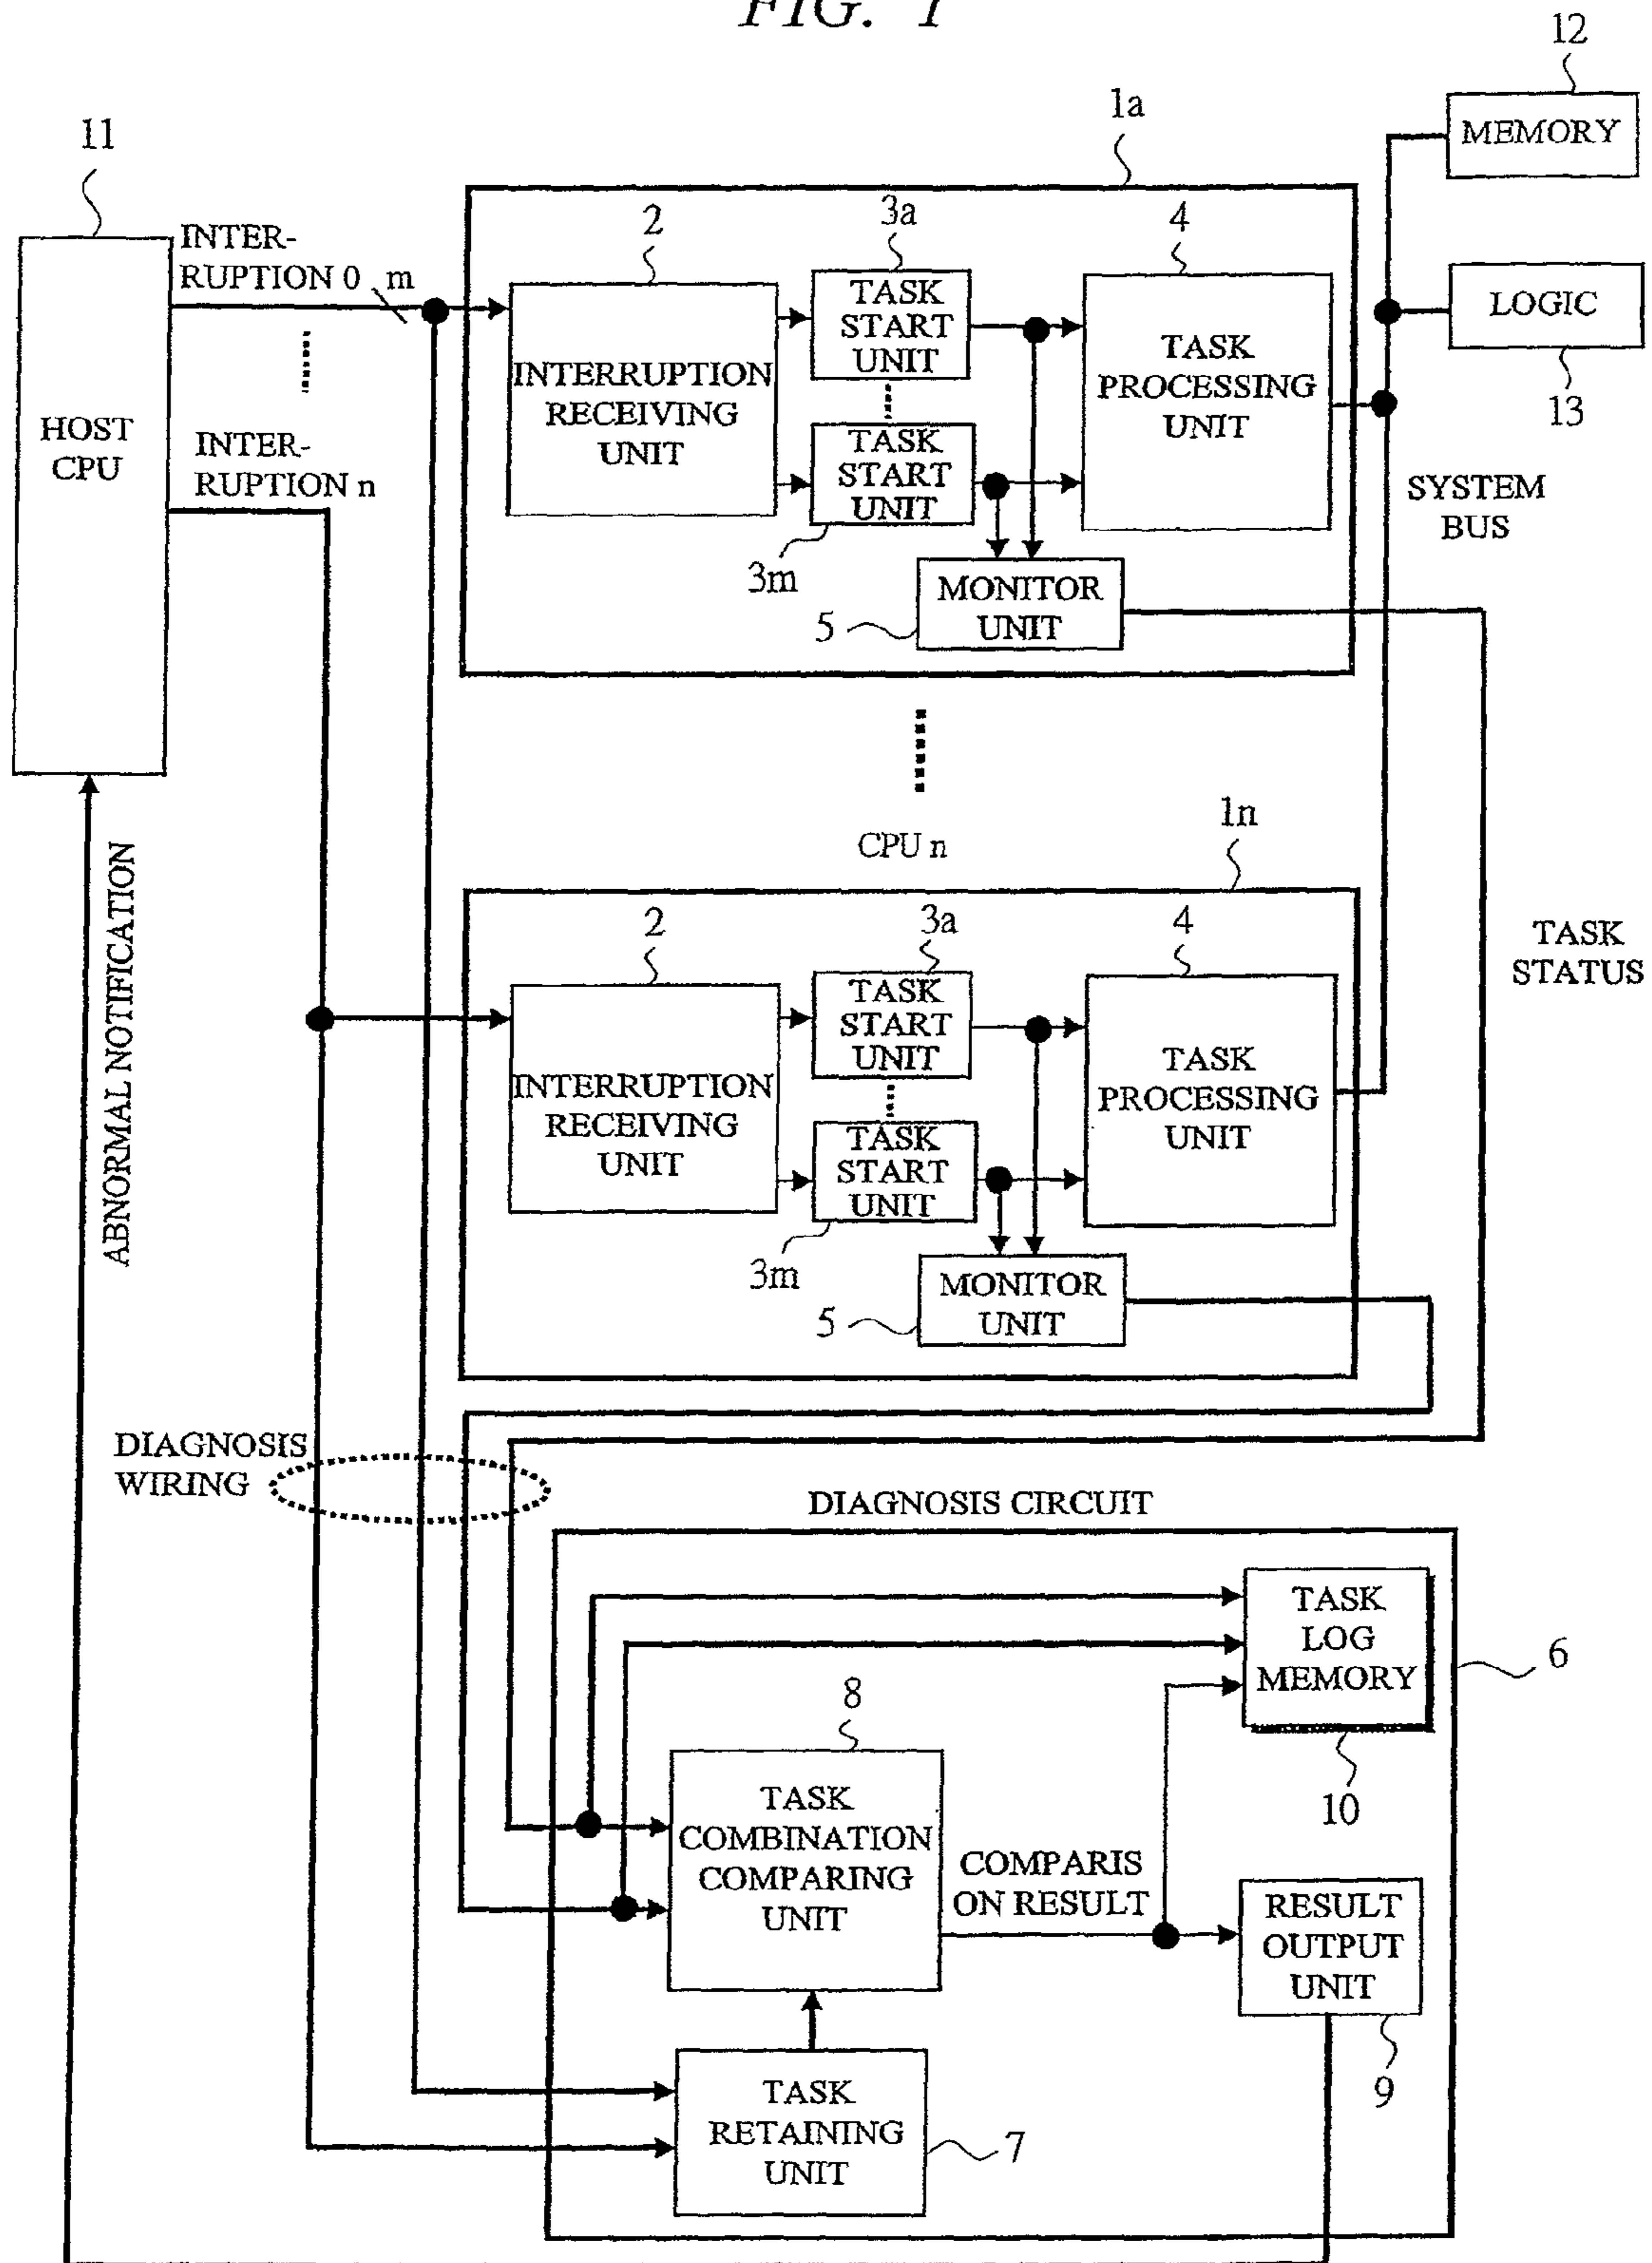 FIG. 1
12
MEMORY
1a
11
LOGIC
13
INTER-
RUPTION 0
m
2
3a
4
HOST
CPU
INTERRUPTION
RECEIVING
UNIT
TASK
START
UNIT
TASK
START
UNIT
TASK
PROCESSING
UNIT
INTER-
RUPTION n
SYSTEM
BUS
3m
5
MONITOR
UNIT
CPU n
1n
2
3a
4
TASK
STATUS
ABNORMAL NOTIFICATION
INTERRUPTION
RECEIVING
UNIT
TASK
START
UNIT
TASK
START
UNIT
TASK
PROCESSING
UNIT
3m
5
MONITOR
UNIT
DIAGNOSIS
WIRING
DIAGNOSIS CIRCUIT
TASK
LOG
MEMORY
6
10
8
TASK
COMBINATION
COMPARING
UNIT
COMPARIS
ON RESULT
RESULT
OUTPUT
UNIT
9
TASK
RETAINING
UNIT
7